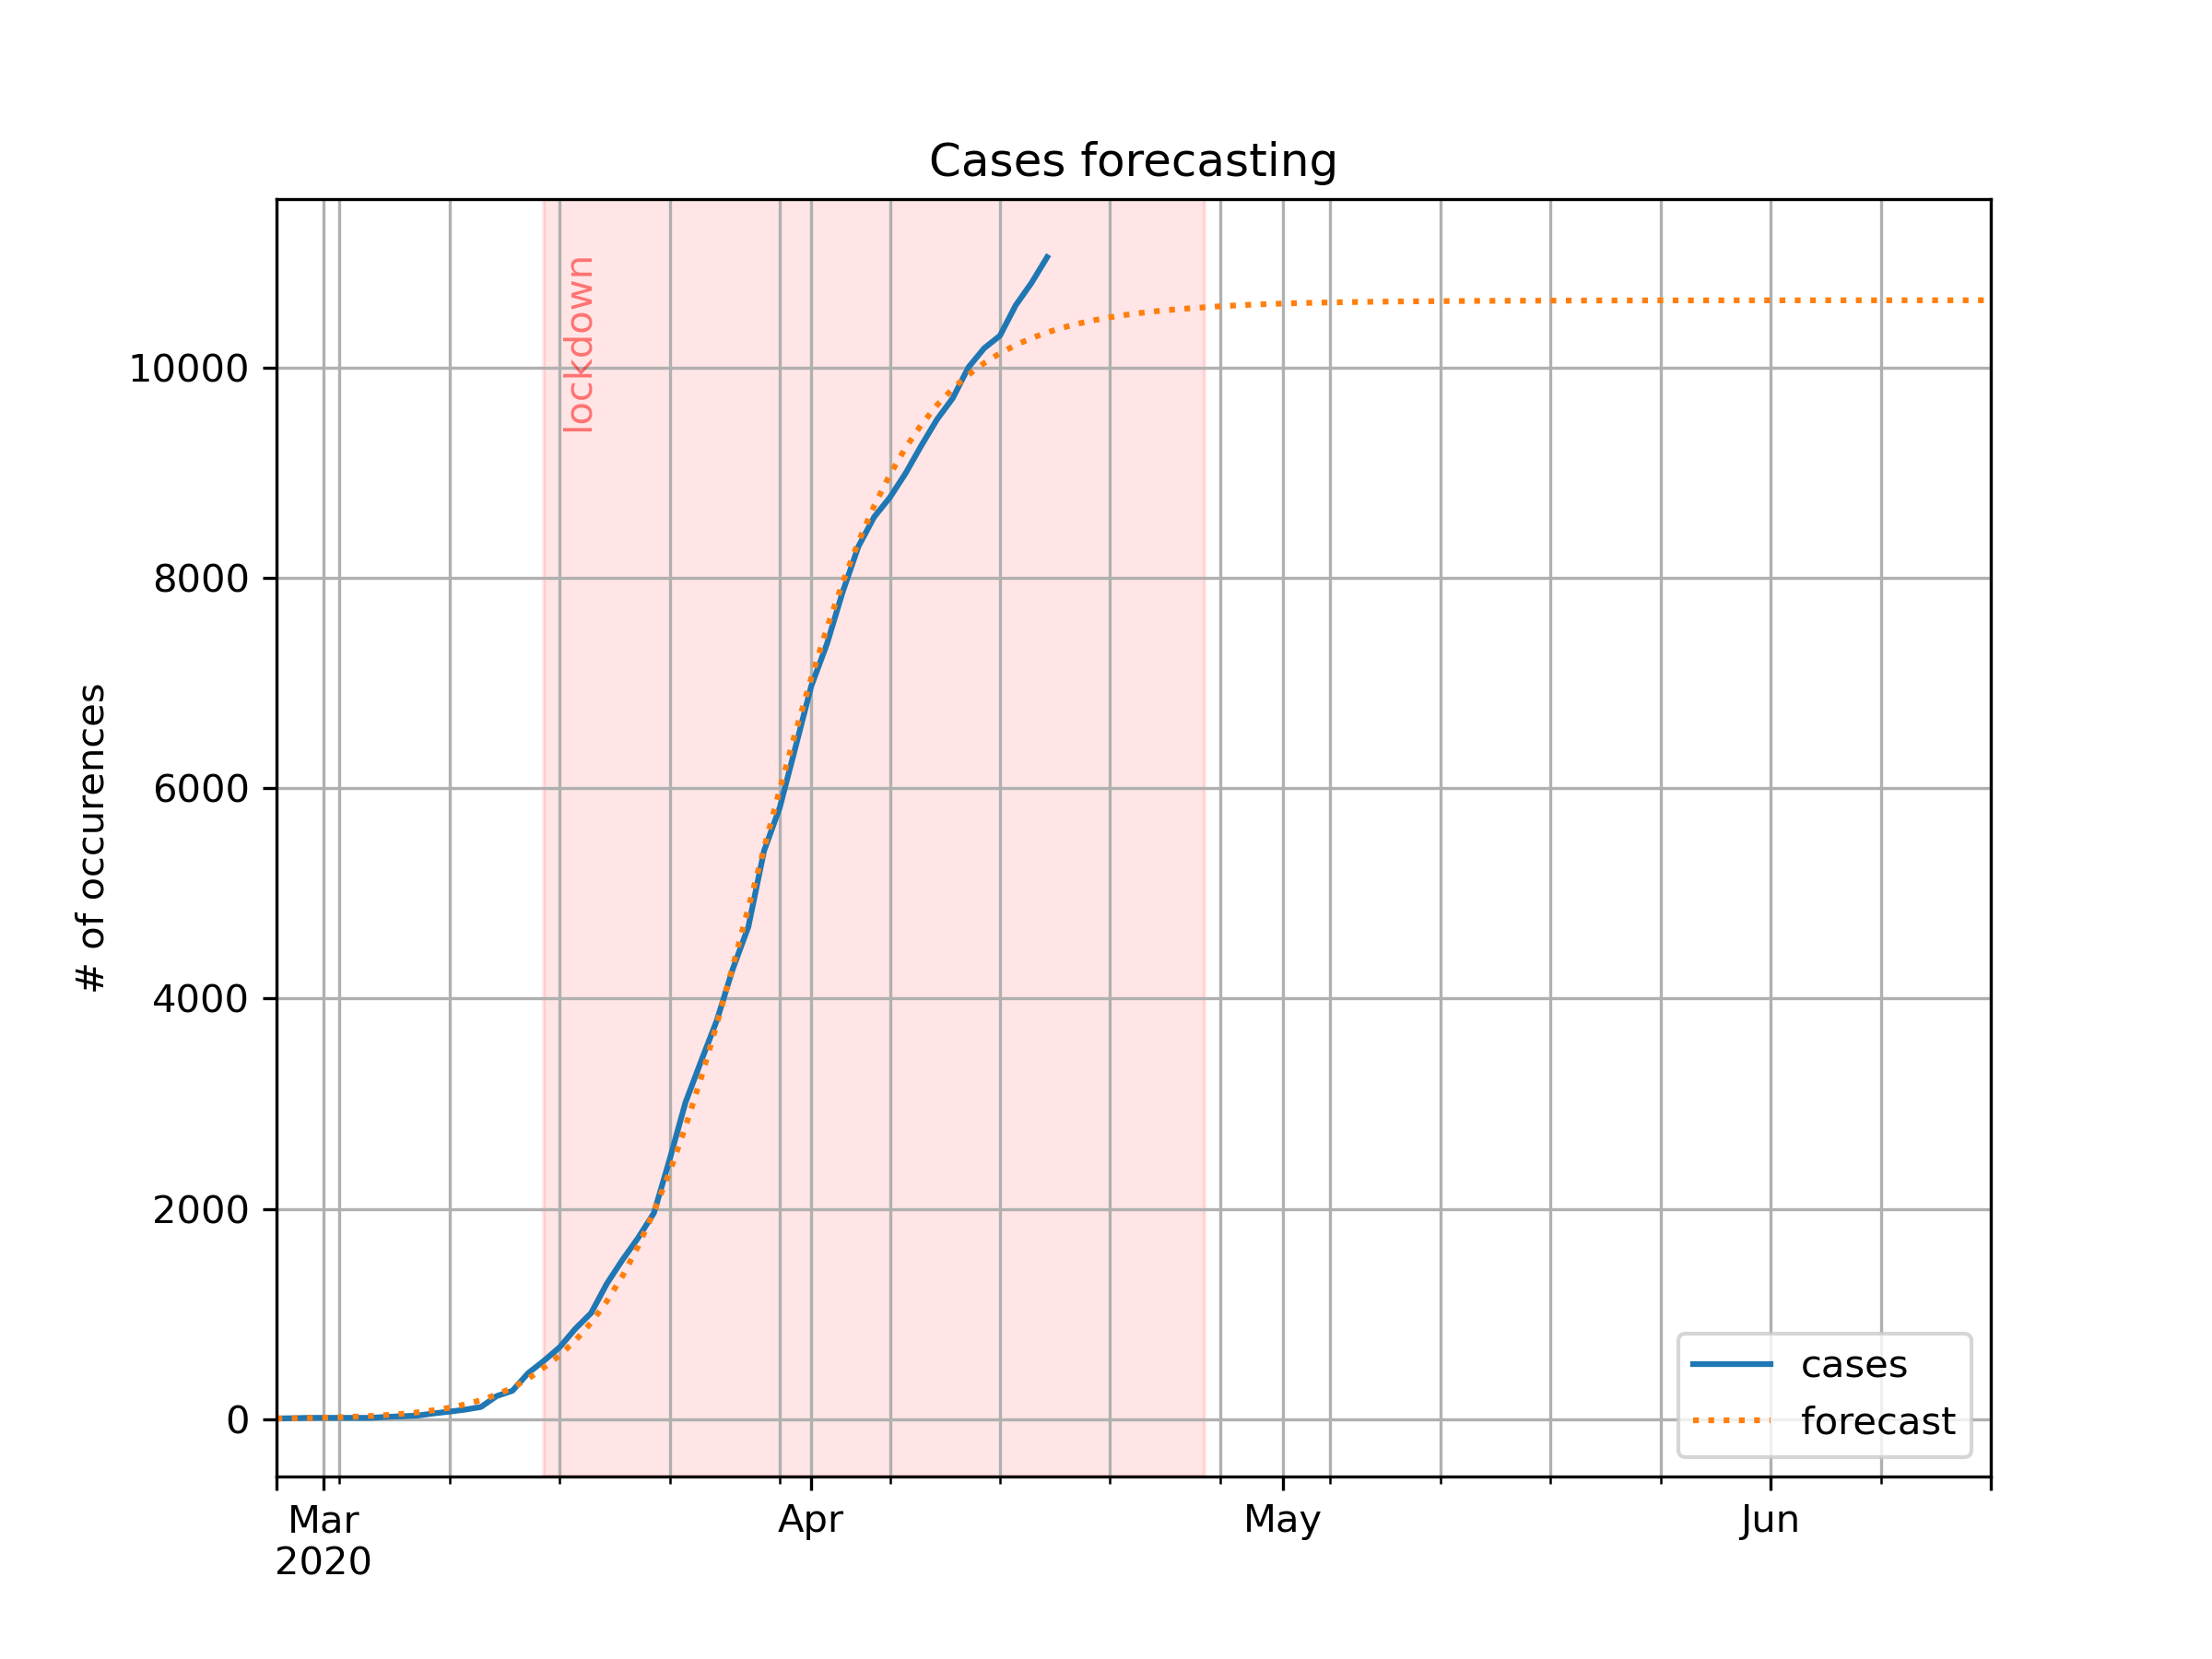 Cases forecasting
lockdown
# of occurences
10000
8000
6000
4000
2000
0
cases
forecast
Mar
2020
Apr
May
Jun